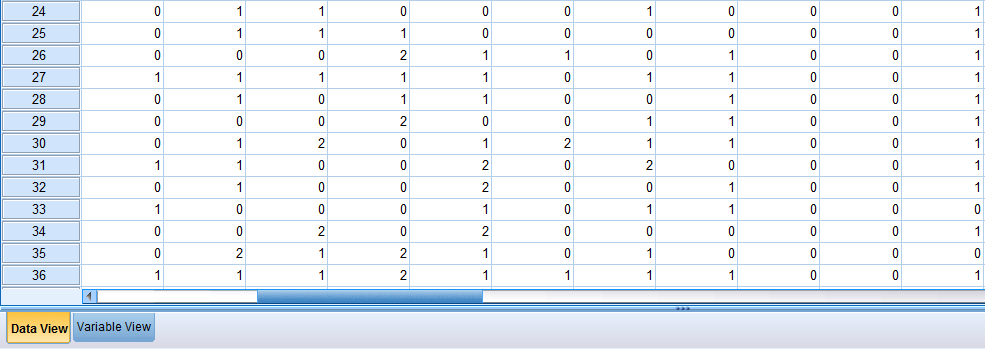 24 0 1 1 0 0 0 1 0 0 0 1
25 0 1 1 1 0 0 0 0 0 0 1
26 0 0 0 2 1 1 0 1 0 0 1
27 1 1 1 1 1 0 1 1 0 0 1
28 0 1 0 1 1 0 0 1 0 0 1
29 0 0 0 2 0 0 1 1 0 0 1
30 0 1 2 0 1 2 1 1 0 0 1
31 1 1 0 0 2 0 2 0 0 0 1
32 0 1 0 0 2 0 0 1 0 0 1
33 1 0 0 0 1 0 1 1 0 0 0
34 0 0 2 0 2 0 0 0 0 0 1
35 0 2 1 2 1 0 1 0 0 0 0
36 1 1 1 2 1 1 1 1 0 0 1
Data View Variable View